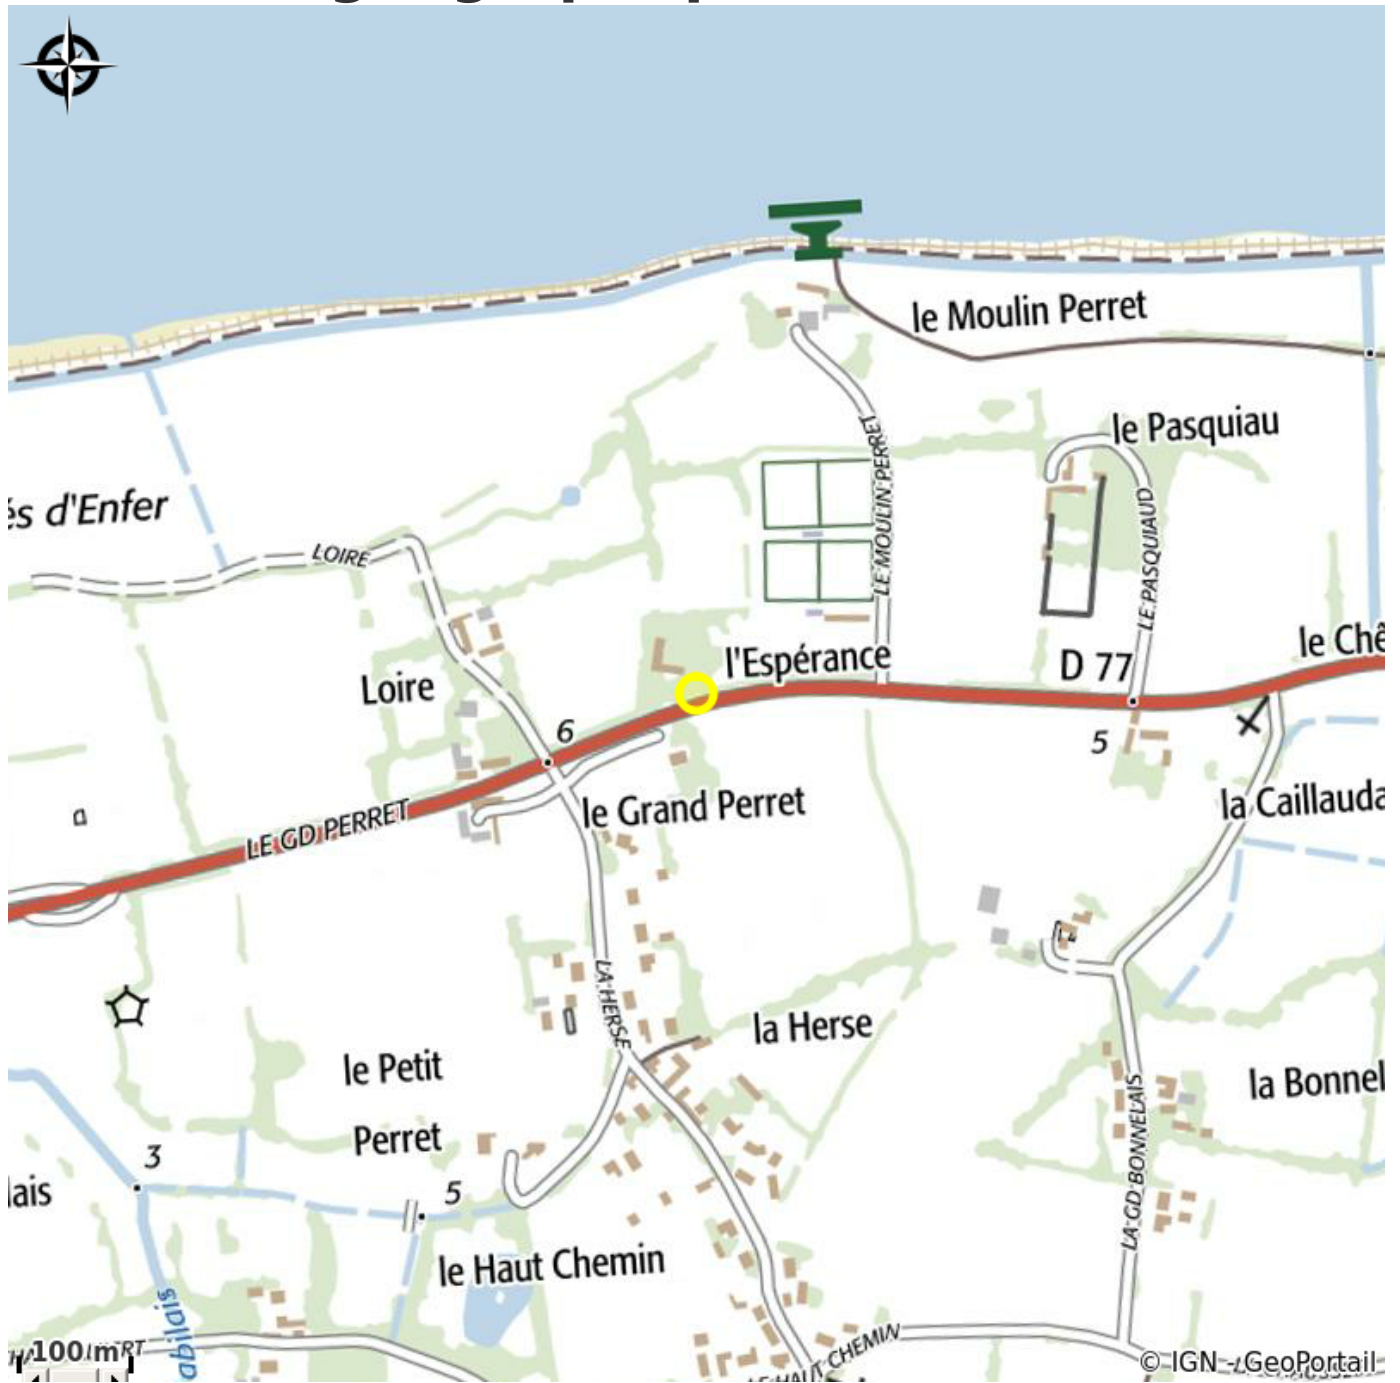 le Moulin Perret
le Pasquiau
LE MOULIN PERRET
és d'Enfer
LOIRE
LE PASQUIAUD
l'Espérance
D 77
le Chê
Loire
6
5
le Grand Perret
LE GD PERRET
la Caillauda
LA HERSE
la Herse
le Petit
Perret
la Bonnel
LA GD BONNELAIS
3
5
lais
le Haut Chemin
abilais
100 m
LE HAUT CHEMIN
© IGN - GeoPortail